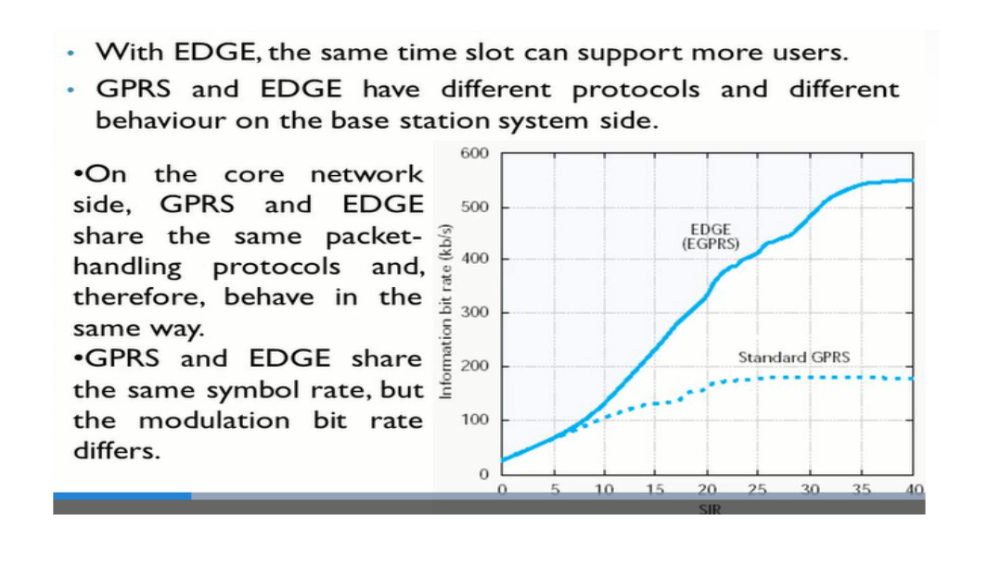 • With EDGE, the same time slot can support more users.
• GPRS and EDGE have different protocols and different
behaviour on the base station system side.
•On the core network
side, GPRS and EDGE
share the same packet-
handling protocols and,
therefore, behave in the
same way.
•GPRS and EDGE share
the same symbol rate, but
the modulation bit rate
differs.
Information bit rate (kb/s)
600
500
400
300
200
100
0
EDGE
(EGPRS)
Standard GPRS
0 5 10 15 20 25 30 35 40
SIR